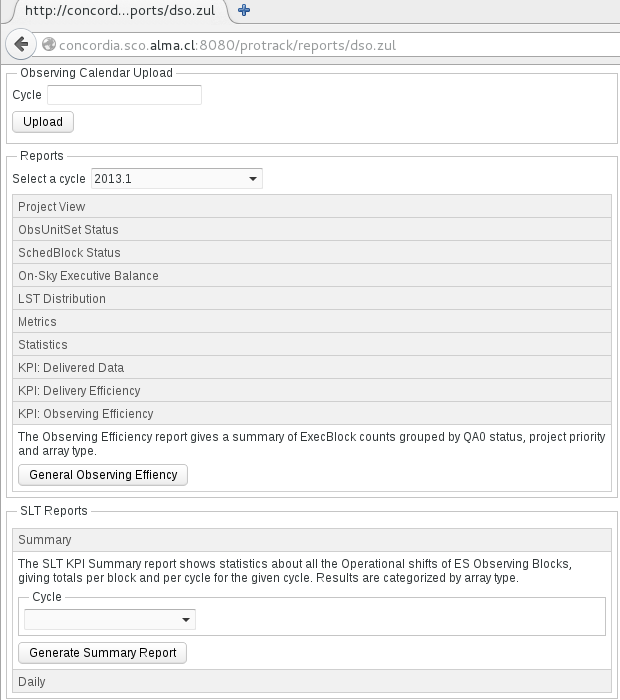 http://concord...ports/dso.zul
concordia.sco.alma.cl:8080/protrack/reports/dso.zul
Observing Calendar Upload
Cycle
Upload
Reports
Select a cycle 2013.1
Project View
ObsUnitSet Status
SchedBlock Status
On-Sky Executive Balance
LST Distribution
Metrics
Statistics
KPI: Delivered Data
KPI: Delivery Efficiency
KPI: Observing Efficiency
The Observing Efficiency report gives a summary of ExecBlock counts grouped by QA0 status, project priority
and array type.
General Observing Effiency
SLT Reports
Summary
The SLT KPI Summary report shows statistics about all the Operational shifts of ES Observing Blocks,
giving totals per block and per cycle for the given cycle. Results are categorized by array type.
Cycle
Generate Summary Report
Daily